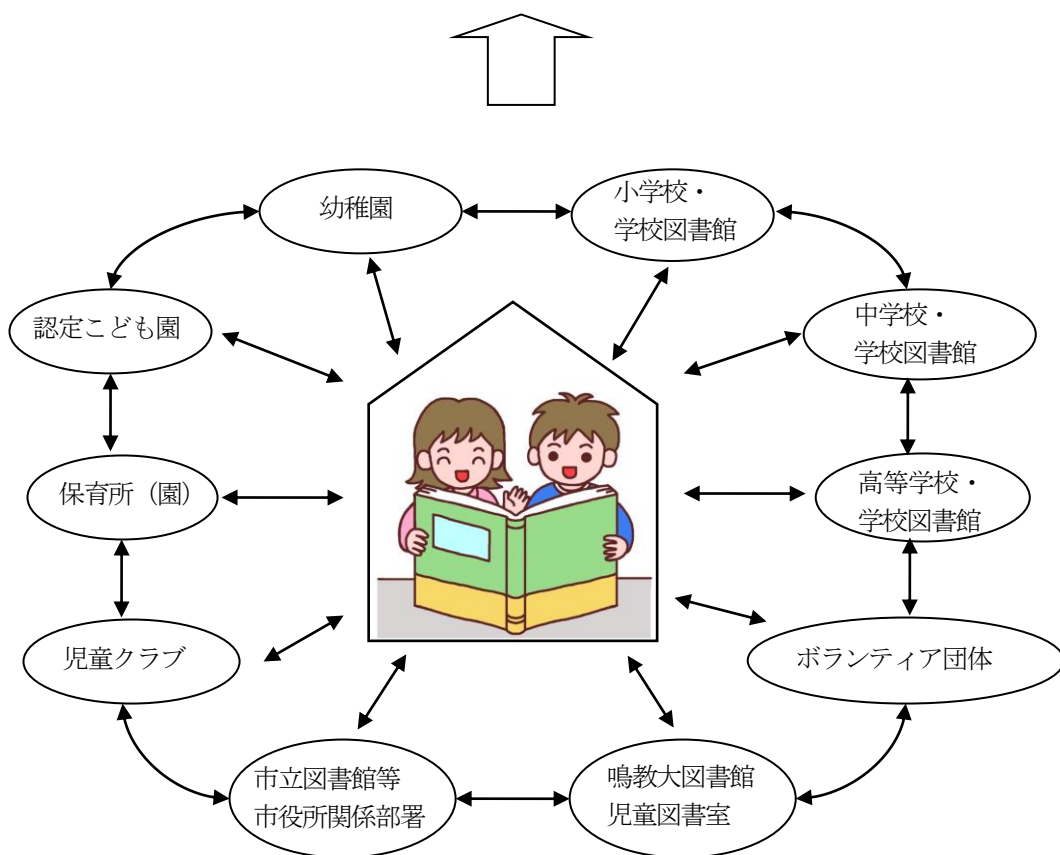 幼稚園
小学校・
学校図書館
認定こども園
中学校・
学校図書館
保育所（園）
高等学校・
学校図書館
児童クラブ
ボランティア団体
市立図書館等
市役所関係部署
鳴教大図書館
児童図書室